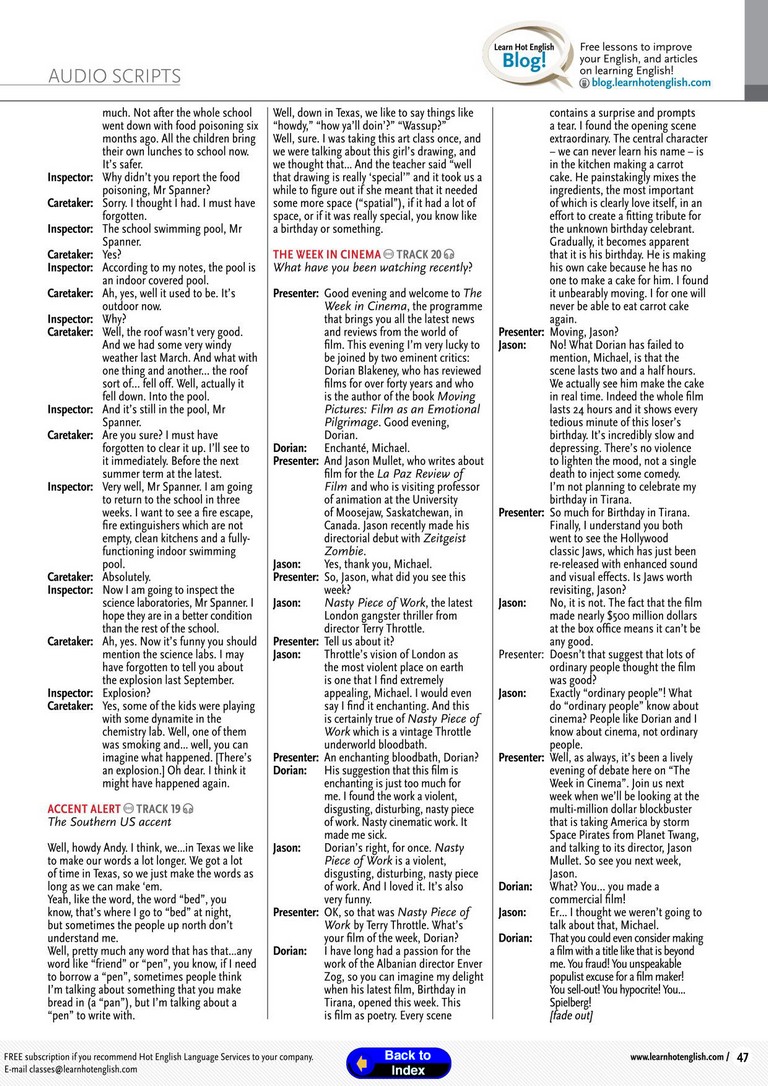 Learn Hot English
Blog!
Free lessons to improve
your English, and articles
on learning English!
blog.learnhotenglish.com
AUDIO SCRIPTS
much. Not after the whole school
went down with food poisoning six
months ago. All the children bring
their own lunches to school now.
It's safer.
Inspector: Why didn't you report the food
poisoning, Mr Spanner?
Caretaker: Sorry. I thought I had. I must have
forgotten.
Inspector: The school swimming pool, Mr
Spanner.
Caretaker: Yes?
Inspector: According to my notes, the pool is
an indoor covered pool.
Caretaker: Ah, yes, well it used to be. It's
outdoor now.
Inspector: Why?
Caretaker: Well, the roof wasn't very good.
And we had some very windy
weather last March. And what with
one thing and another... the roof
sort of... fell off. Well, actually it
fell down. Into the pool.
Inspector: And it's still in the pool, Mr
Spanner.
Caretaker: Are you sure? I must have
forgotten to clear it up. I'll see to
it immediately. Before the next
summer term at the latest.
Inspector: Very well, Mr Spanner. I am going
to return to the school in three
weeks. I want to see a fire escape,
fire extinguishers which are not
empty, clean kitchens and a fully-
functioning indoor swimming
pool.
Caretaker: Absolutely.
Inspector: Now I am going to inspect the
science laboratories, Mr Spanner. I
hope they are in a better condition
than the rest of the school.
Caretaker: Ah, yes. Now it's funny you should
mention the science labs. I may
have forgotten to tell you about
the explosion last September.
Inspector: Explosion?
Caretaker: Yes, some of the kids were playing
with some dynamite in the
chemistry lab. Well, one of them
was smoking and... well, you can
imagine what happened. [There's
an explosion.] Oh dear. I think it
might have happened again.
ACCENT ALERT TRACK 19
The Southern US accent
Well, howdy Andy. I think, we...in Texas we like
to make our words a lot longer. We got a lot
of time in Texas, so we just make the words as
long as we can make 'em.
Yeah, like the word, the word "bed", you
know, that's where I go to "bed" at night,
but sometimes the people up north don't
understand me.
Well, pretty much any word that has that...any
word like "friend" or "pen", you know, if I need
to borrow a "pen", sometimes people think
I'm talking about something that you make
bread in (a "pan"), but I'm talking about a
"pen" to write with.
Well, down in Texas, we like to say things like
"howdy," "how ya'll doin'?" "Wassup?"
Well, sure. I was taking this art class once, and
we were talking about this girl's drawing, and
we thought that... And the teacher said "well
that drawing is really 'special'" and it took us a
while to figure out if she meant that it needed
some more space ("spatial"), if it had a lot of
space, or if it was really special, you know like
a birthday or something.
THE WEEK IN CINEMA TRACK 20
What have you been watching recently?
Presenter: Good evening and welcome to The
Week in Cinema, the programme
that brings you all the latest news
and reviews from the world of
film. This evening I'm very lucky to
be joined by two eminent critics:
Dorian Blakeney, who has reviewed
films for over forty years and who
is the author of the book Moving
Pictures: Film as an Emotional
Pilgrimage. Good evening,
Dorian.
Dorian: Enchanté, Michael.
Presenter: And Jason Mullet, who writes about
film for the La Paz Review of
Film and who is visiting professor
of animation at the University
of Moosejaw, Saskatchewan, in
Canada. Jason recently made his
directorial debut with Zeitgeist
Zombie.
Jason: Yes, thank you, Michael.
Presenter: So, Jason, what did you see this
week?
Jason: Nasty Piece of Work, the latest
London gangster thriller from
director Terry Throttle.
Presenter: Tell us about it?
Jason: Throttle's vision of London as
the most violent place on earth
is one that I find extremely
appealing, Michael. I would even
say I find it enchanting. And this
is certainly true of Nasty Piece of
Work which is a vintage Throttle
underworld bloodbath.
Presenter: An enchanting bloodbath, Dorian?
Dorian: His suggestion that this film is
enchanting is just too much for
me. I found the work a violent,
disgusting, disturbing, nasty piece
of work. Nasty cinematic work. It
made me sick.
Jason: Dorian's right, for once. Nasty
Piece of Work is a violent,
disgusting, disturbing, nasty piece
of work. And I loved it. It's also
very funny.
Presenter: OK, so that was Nasty Piece of
Work by Terry Throttle. What's
your film of the week, Dorian?
Dorian: I have long had a passion for the
work of the Albanian director Enver
Zog, so you can imagine my delight
when his latest film, Birthday in
Tirana, opened this week. This
is film as poetry. Every scene
contains a surprise and prompts
a tear. I found the opening scene
extraordinary. The central character
– we can never learn his name – is
in the kitchen making a carrot
cake. He painstakingly mixes the
ingredients, the most important
of which is clearly love itself, in an
effort to create a fitting tribute for
the unknown birthday celebrant.
Gradually, it becomes apparent
that it is his birthday. He is making
his own cake because he has no
one to make a cake for him. I found
it unbearably moving. I for one will
never be able to eat carrot cake
again.
Presenter: Moving, Jason?
Jason: No! What Dorian has failed to
mention, Michael, is that the
scene lasts two and a half hours.
We actually see him make the cake
in real time. Indeed the whole film
lasts 24 hours and it shows every
tedious minute of this loser's
birthday. It's incredibly slow and
depressing. There's no violence
to lighten the mood, not a single
death to inject some comedy.
I'm not planning to celebrate my
birthday in Tirana.
Presenter: So much for Birthday in Tirana.
Finally, I understand you both
went to see the Hollywood
classic Jaws, which has just been
re-released with enhanced sound
and visual effects. Is Jaws worth
revisiting, Jason?
Jason: No, it is not. The fact that the film
made nearly $500 million dollars
at the box office means it can't be
any good.
Presenter: Doesn't that suggest that lots of
ordinary people thought the film
was good?
Jason: Exactly "ordinary people"! What
do "ordinary people" know about
cinema? People like Dorian and I
know about cinema, not ordinary
people.
Presenter: Well, as always, it's been a lively
evening of debate here on "The
Week in Cinema". Join us next
week when we'll be looking at the
multi-million dollar blockbuster
that is taking America by storm
Space Pirates from Planet Twang,
and talking to its director, Jason
Mullet. So see you next week,
Jason.
Dorian: What? You... you made a
commercial film!
Jason: Er... I thought we weren't going to
talk about that, Michael.
Dorian: That you could even consider making
a film with a title like that is beyond
me. You fraud! You unspeakable
populist excuse for a film maker!
You sell-out! You hypocrite! You...
Spielberg!
[fade out]
FREE subscription if you recommend Hot English Language Services to your company.
E-mail classes@learnhotenglish.com
Back to
Index
www.learnhotenglish.com / 47